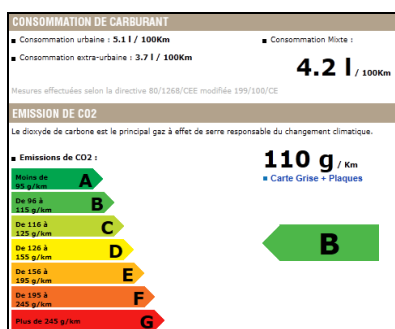 CONSOMMATION DE CARBURANT
Consommation urbaine : 5.1 l / 100Km
Consommation Mixte :
Consommation extra-urbaine : 3.7 l / 100Km
4.2 l / 100Km
Mesures effectuées selon la directive 80/1268/CEE modifiée 199/100/CE
EMISSION DE CO2
Le dioxyde de carbone est le principal gaz à effet de serre responsable du changement climatique.
Emissions de CO2 :
110 g / Km
Carte Grise + Plaques
Moins de
95 g/km
A
De 96 à
115 g/km
B
De 116 à
125 g/km
C
De 126 à
155 g/km
D
De 156 à
195 g/km
E
De 195 à
245 g/km
F
Plus de 245 g/km
G
B